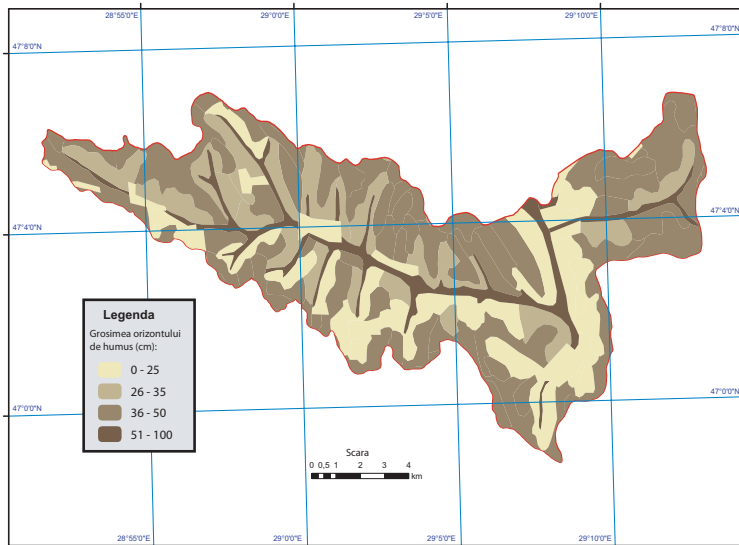 28°55'0"E 29°0'0"E 29°5'0"E 29°10'0"E
47°8'0"N 47°8'0"N
47°4'0"N 47°4'0"N
47°0'0"N 47°0'0"N
Legenda
Grosimea orizontului
de humus (cm):
0 - 25
26 - 35
36 - 50
51 - 100
Scara
0 0,5 1 2 3 4
km
28°55'0"E 29°0'0"E 29°5'0"E 29°10'0"E